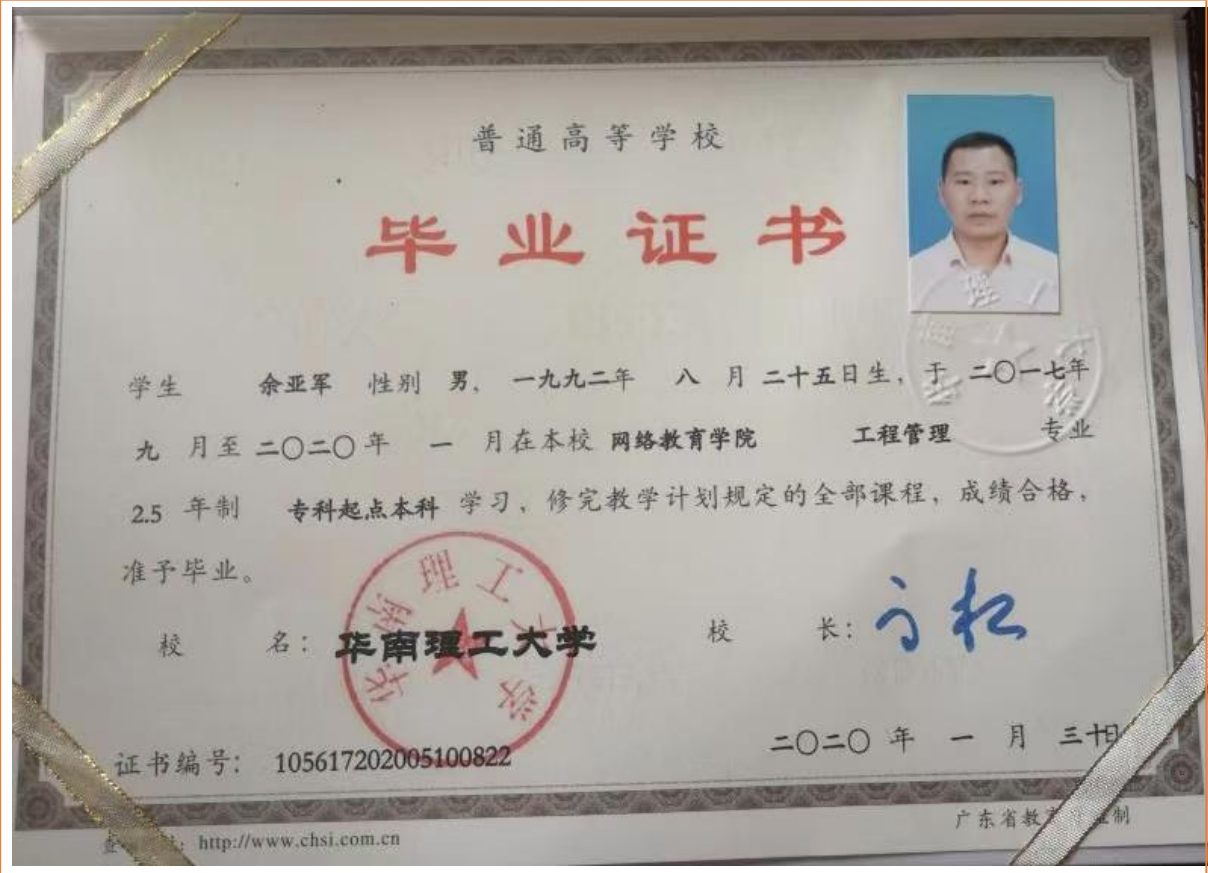 普通高等学校
毕业证书
学生 余亚军 性别 男，一九九二年 八 月 二十五日生，于 二〇一七年
九 月至 二〇二〇年 一 月在本校 网络教育学院 工程管理 专业
2.5 年制 专科起点本科 学习，修完教学计划规定的全部课程，成绩合格，
准予毕业。
华南理工大学
校 名：华南理工大学 校 长：
二〇二〇 年 一 月 三十日
证书编号：105617202005100822
广东省教 制
http://www.chsi.com.cn